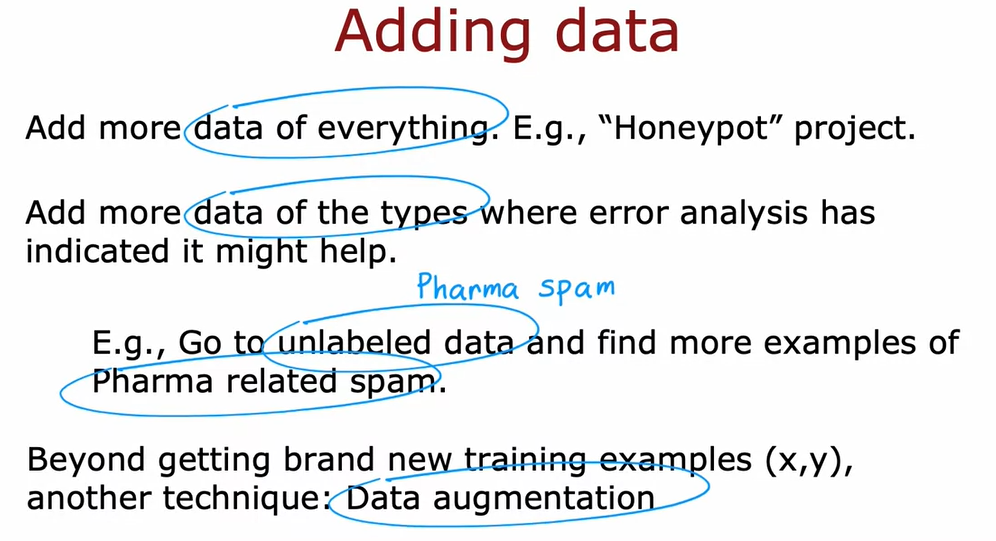 Adding data
Add more data of everything. E.g., “Honeypot” project.
Add more data of the types where error analysis has
indicated it might help.
Pharma spam
E.g., Go to unlabeled data and find more examples of
Pharma related spam.
Beyond getting brand new training examples (x,y),
another technique: Data augmentation